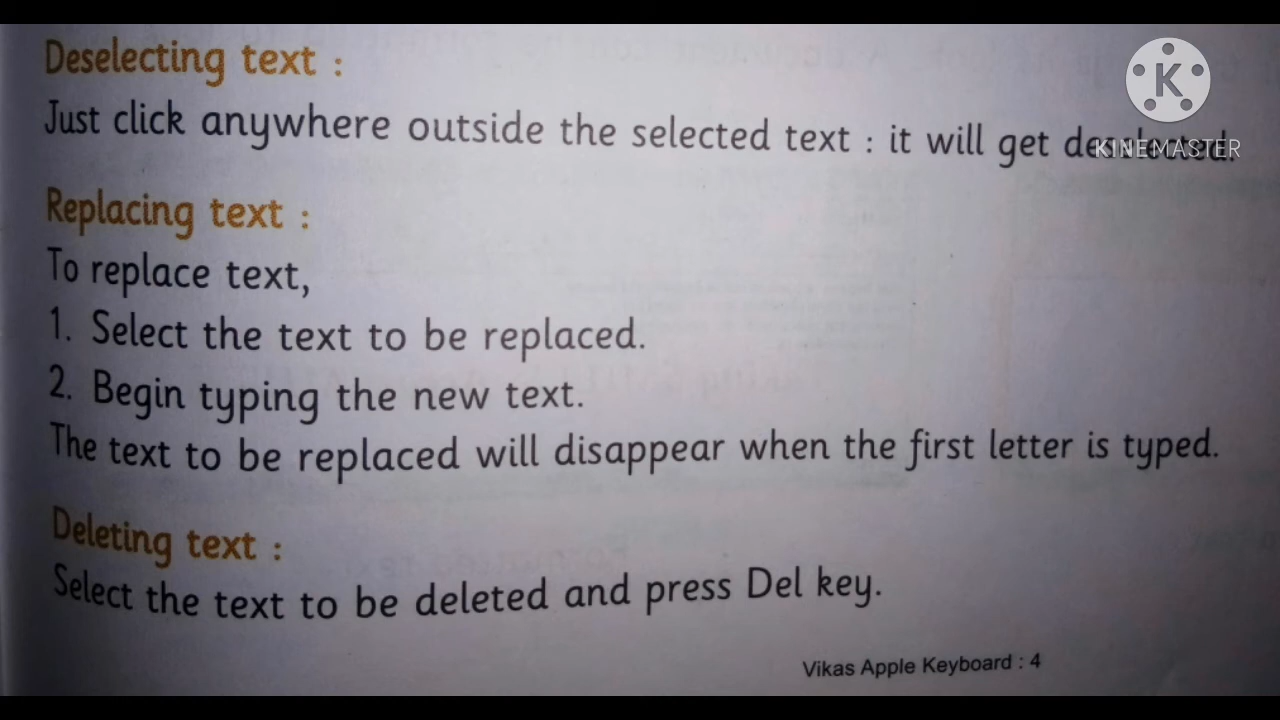 Deselecting text :
Just click anywhere outside the selected text : it will get deselected.
Replacing text :
To replace text,
1. Select the text to be replaced.
2. Begin typing the new text.
The text to be replaced will disappear when the first letter is typed.
Deleting text :
Select the text to be deleted and press Del key.
Vikas Apple Keyboard : 4
K
KINEMASTER